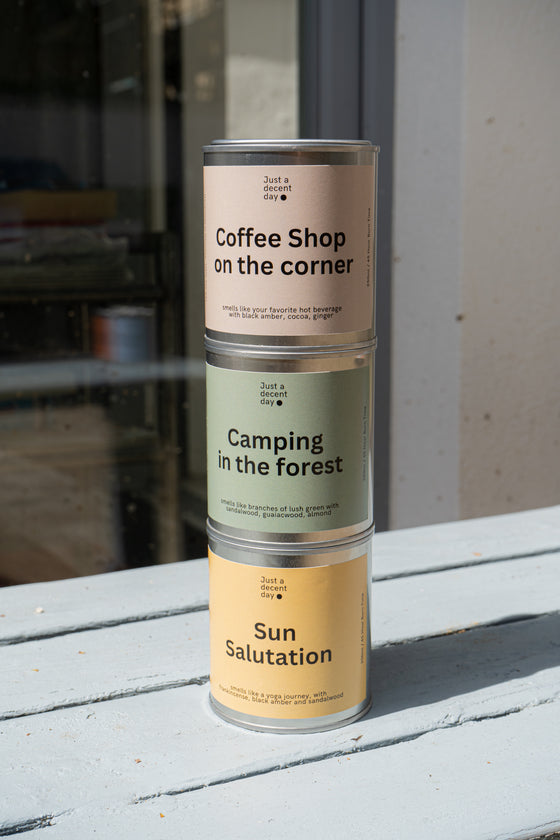 Just a
decent
day
Coffee Shop
on the corner
smells like your favorite hot beverage
with black amber, cocoa, ginger
Just a
decent
day
Camping
in the forest
smells like branches of lush green with
sandalwood, guaiacwood, almond
Just a
decent
day
Sun
Salutation
smells like a yoga journey, with
frankincense, black amber and sandalwood